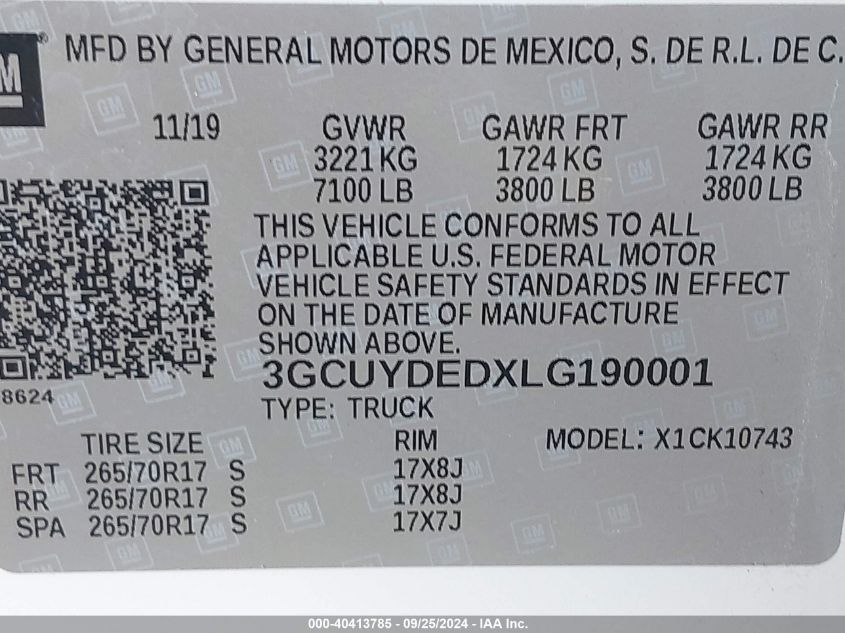 GM ®
MFD BY GENERAL MOTORS DE MEXICO, S. DE R.L. DE C.
11/19 GVWR GAWR FRT GAWR RR
3221 KG 1724 KG 1724 KG
7100 LB 3800 LB 3800 LB
THIS VEHICLE CONFORMS TO ALL
APPLICABLE U.S. FEDERAL MOTOR
VEHICLE SAFETY STANDARDS IN EFFECT
ON THE DATE OF MANUFACTURE
SHOWN ABOVE.
3GCUYDEDXLG190001
8624
TYPE: TRUCK
TIRE SIZE RIM MODEL: X1CK10743
FRT 265/70R17 S 17X8J
RR 265/70R17 S 17X8J
SPA 265/70R17 S 17X7J
000-40413785 - 09/25/2024 - IAA Inc.